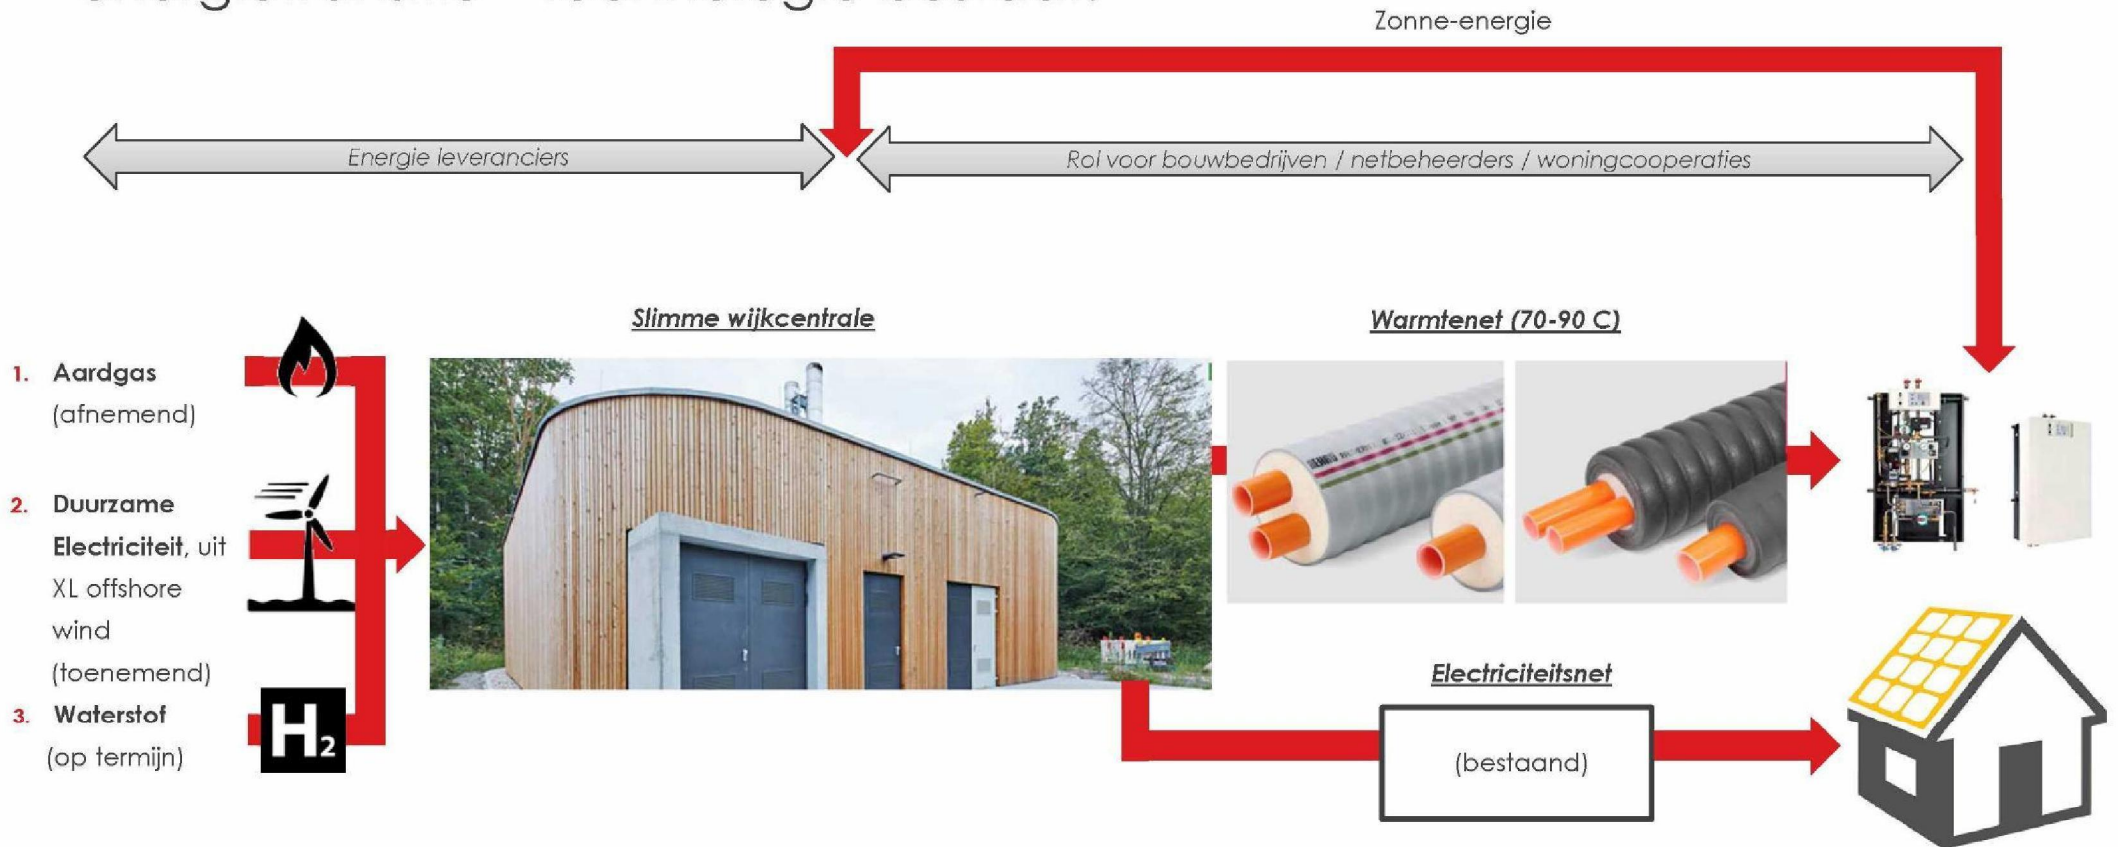 Zonne-energie
Energie leveranciers
Rol voor bouwbedrijven / netbeheerders / woningcooperaties
Slimme wijkcentrale
Warmtenet (70-90 C)
1. Aardgas
(afnemend)
2. Duurzame
Electriciteit, uit
XL offshore
wind
(toenemend)
3. Waterstof
(op termijn)
H2
Electriciteitsnet
(bestaand)